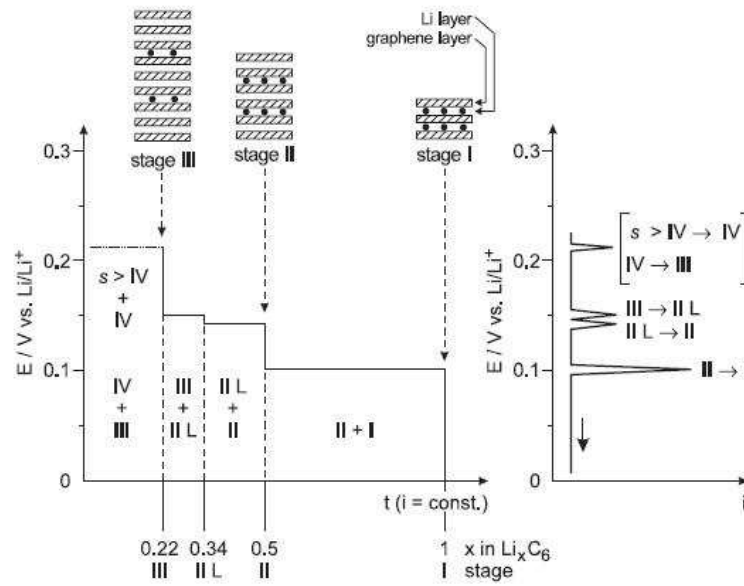 Li layer
graphene layer
stage III
stage II
stage I
E / V vs. Li/Li⁺
0.3
0.2
0.1
0
s > IV
+
IV
IV
+
III
III
+
II L
II L
+
II
II + I
t (i = const.)
0.22 0.34 0.5 1 x in LiₓC₆
III II L II I stage
E / V vs. Li/Li⁺
0.3
0.2
0.1
0
s > IV → IV
IV → III
III → II L
II L → II
II →
i